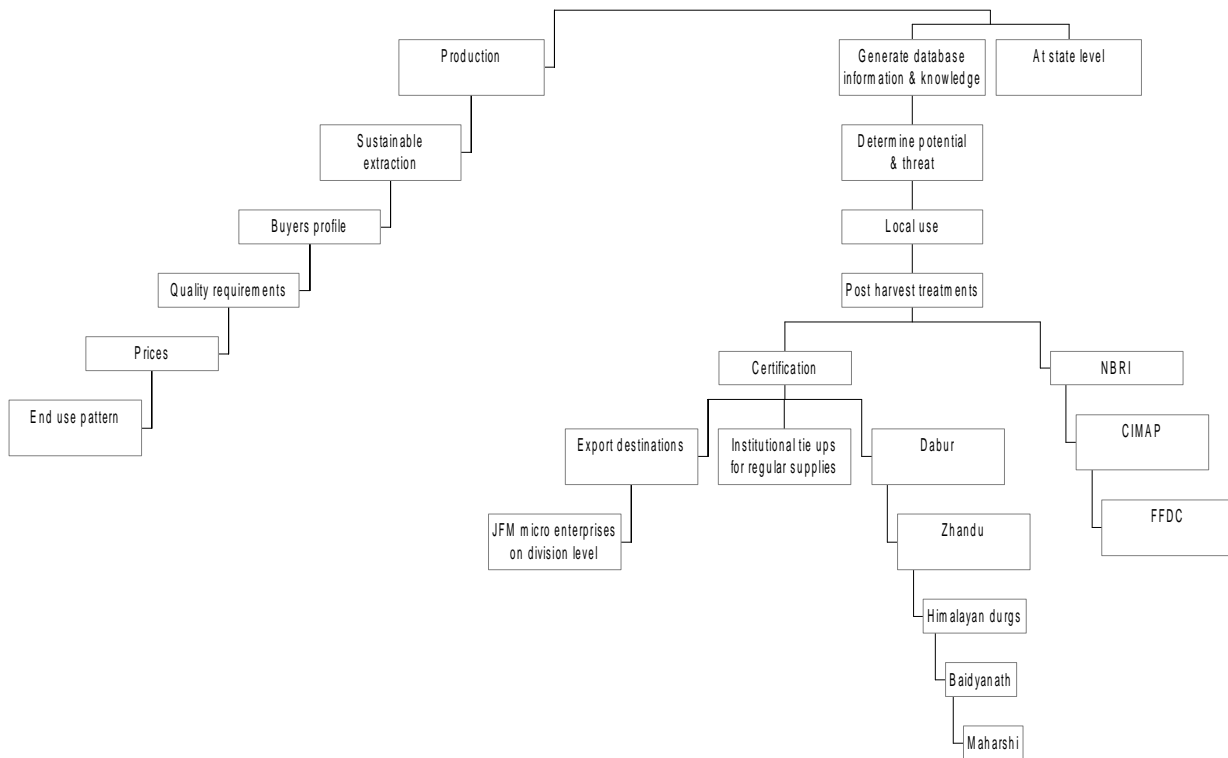 Production
Generate database
information & knowledge
At state level
Sustainable
extraction
Determine potential
& threat
Buyers profile
Local use
Quality requirements
Post harvest treatments
Prices
Certification
NBRI
End use pattern
Export destinations
Institutional tie ups
for regular supplies
Dabur
CIMAP
JFM micro enterprises
on division level
Zhandu
FFDC
Himalayan durgs
Baidyanath
Maharshi